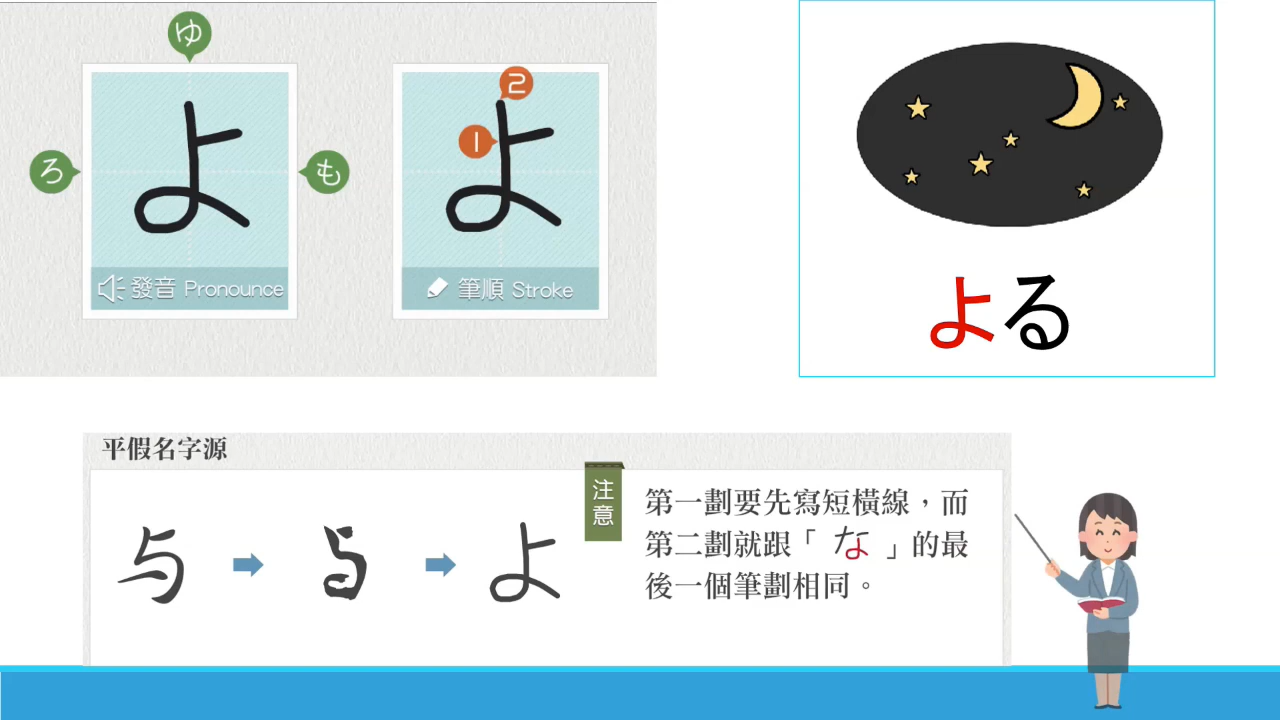 ゆ
ろ
よ
も
発音 Pronounce
2
1
よ
筆順 Stroke
よる
平假名字源
与
よ
注意
第一劃要先寫短橫線，而
第二劃就跟「な」的最
後一個筆劃相同。